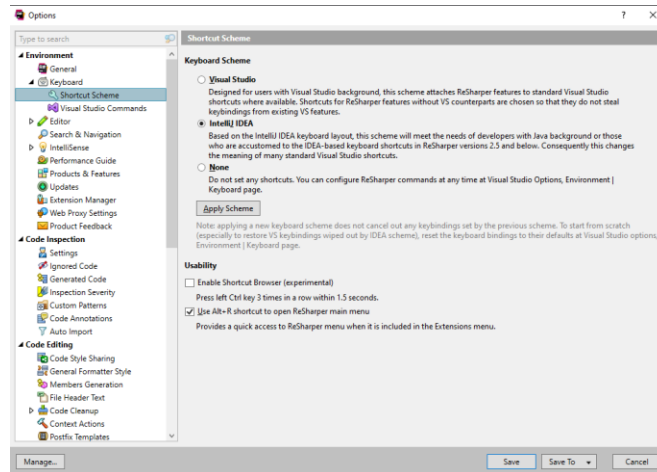 Options
?
Type to search
Environment
General
Keyboard
Shortcut Scheme
Visual Studio Commands
Editor
Search & Navigation
IntelliSense
Performance Guide
Products & Features
Updates
Extension Manager
Web Proxy Settings
Product Feedback
Code Inspection
Settings
Ignored Code
Generated Code
Inspection Severity
Custom Patterns
Code Annotations
Auto Import
Code Editing
Code Style Sharing
General Formatter Style
Members Generation
File Header Text
Code Cleanup
Context Actions
Postfix Templates
Shortcut Scheme
Keyboard Scheme
Visual Studio
Designed for users with Visual Studio background, this scheme attaches ReSharper features to standard Visual Studio
shortcuts where available. Shortcuts for ReSharper features without VS counterparts are chosen so that they do not steal
keybindings from existing VS features.
IntelliJ IDEA
Based on the IntelliJ IDEA keyboard layout, this scheme will meet the needs of developers with Java background or those
who are accustomed to the IDEA-based keyboard shortcuts in ReSharper versions 2.5 and below. Consequently this changes
the meaning of many standard Visual Studio shortcuts.
None
Do not set any shortcuts. You can configure ReSharper commands at any time at Visual Studio Options, Environment |
Keyboard page.
Apply Scheme
Note: applying a new keyboard scheme does not cancel out any keybindings set by the previous scheme. To start from scratch
(especially to restore VS keybindings wiped out by IDEA scheme), reset the keyboard bindings to their defaults at Visual Studio options,
Environment | Keyboard page.
Usability
Enable Shortcut Browser (experimental)
Press left Ctrl key 3 times in a row within 1.5 seconds.
Use Alt+R shortcut to open ReSharper main menu
Provides a quick access to ReSharper menu when it is included in the Extensions menu.
Manage...
Save
Save To
Cancel